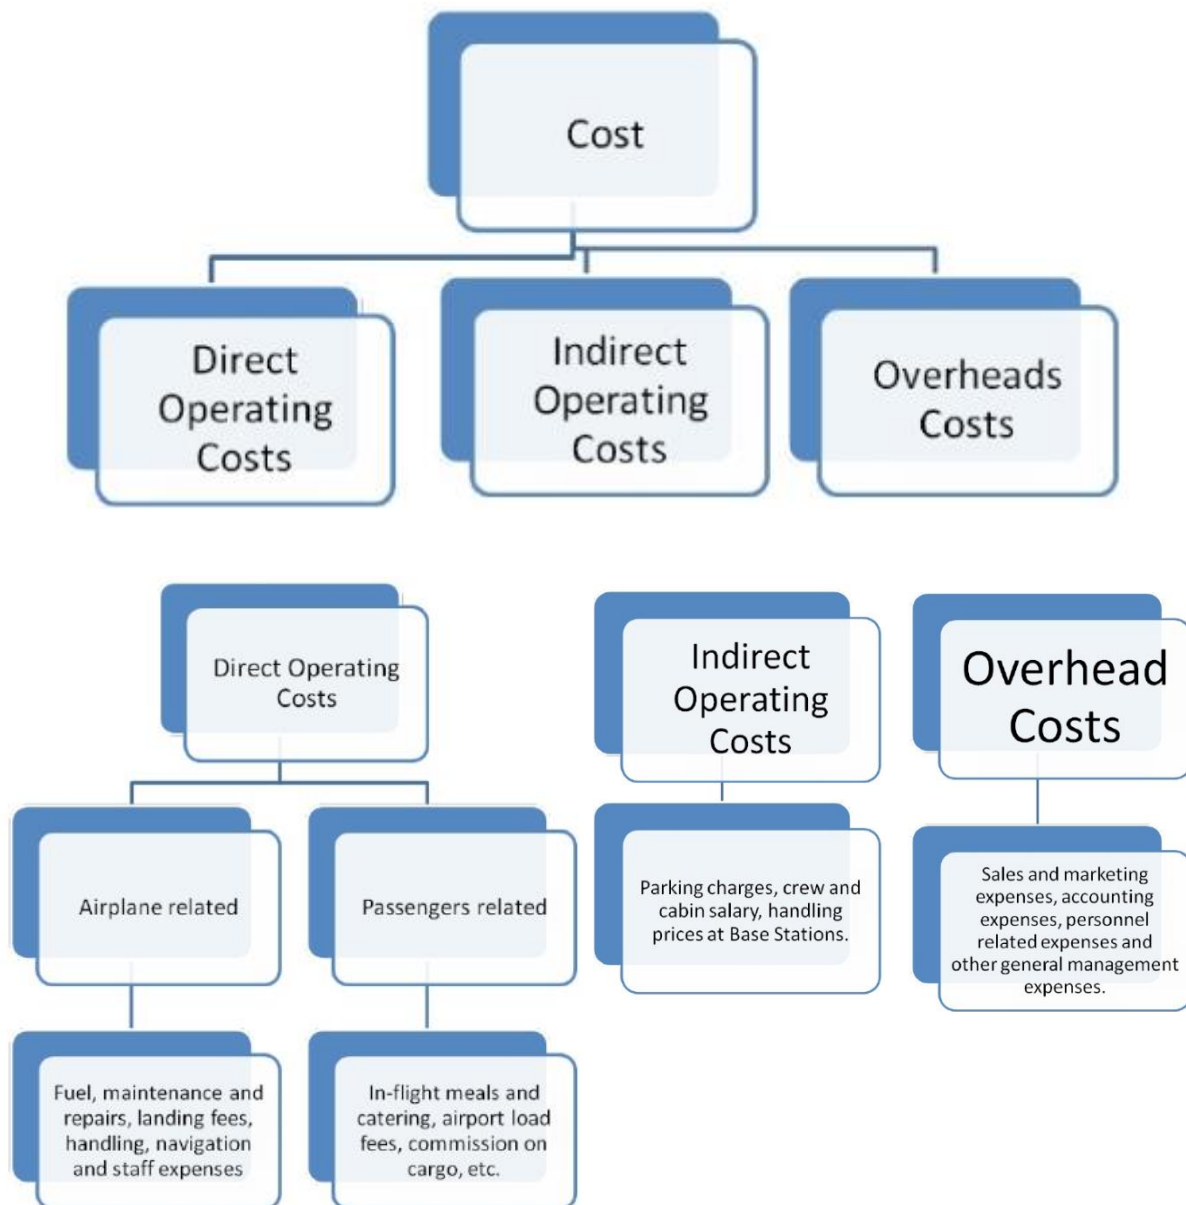 Cost
Direct
Operating
Costs
Indirect
Operating
Costs
Overheads
Costs
Direct Operating
Costs
Airplane related
Fuel, maintenance and
repairs, landing fees,
handling, navigation
and staff expenses
Passengers related
In-flight meals and
catering, airport load
fees, commission on
cargo, etc.
Indirect
Operating
Costs
Parking charges, crew and
cabin salary, handling
prices at Base Stations.
Overhead
Costs
Sales and marketing
expenses, accounting
expenses, personnel
related expenses and
other general management
expenses.